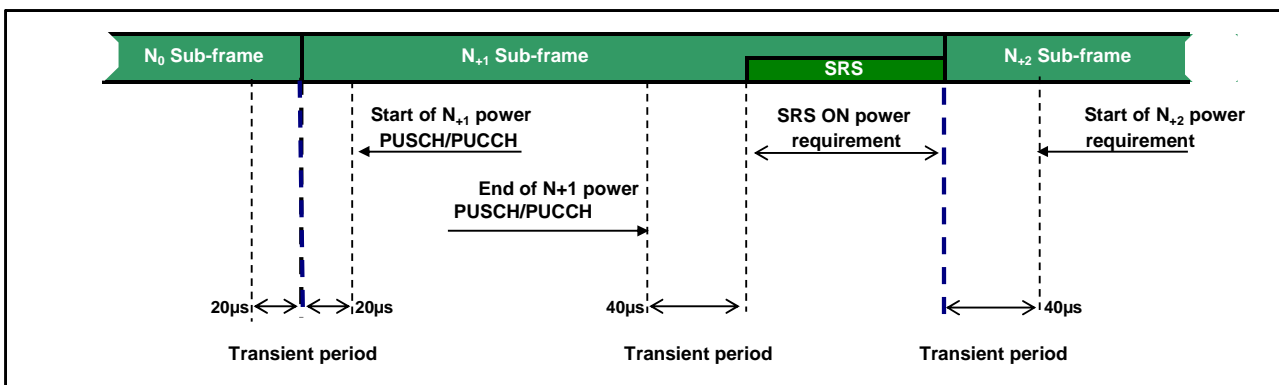 N₀ Sub-frame
N₊₁ Sub-frame
SRS
N₊₂ Sub-frame
Start of N₊₁ power
PUSCH/PUCCH
SRS ON power
requirement
Start of N₊₂ power
requirement
End of N+1 power
PUSCH/PUCCH
20µs
20µs
40µs
40µs
Transient period
Transient period
Transient period